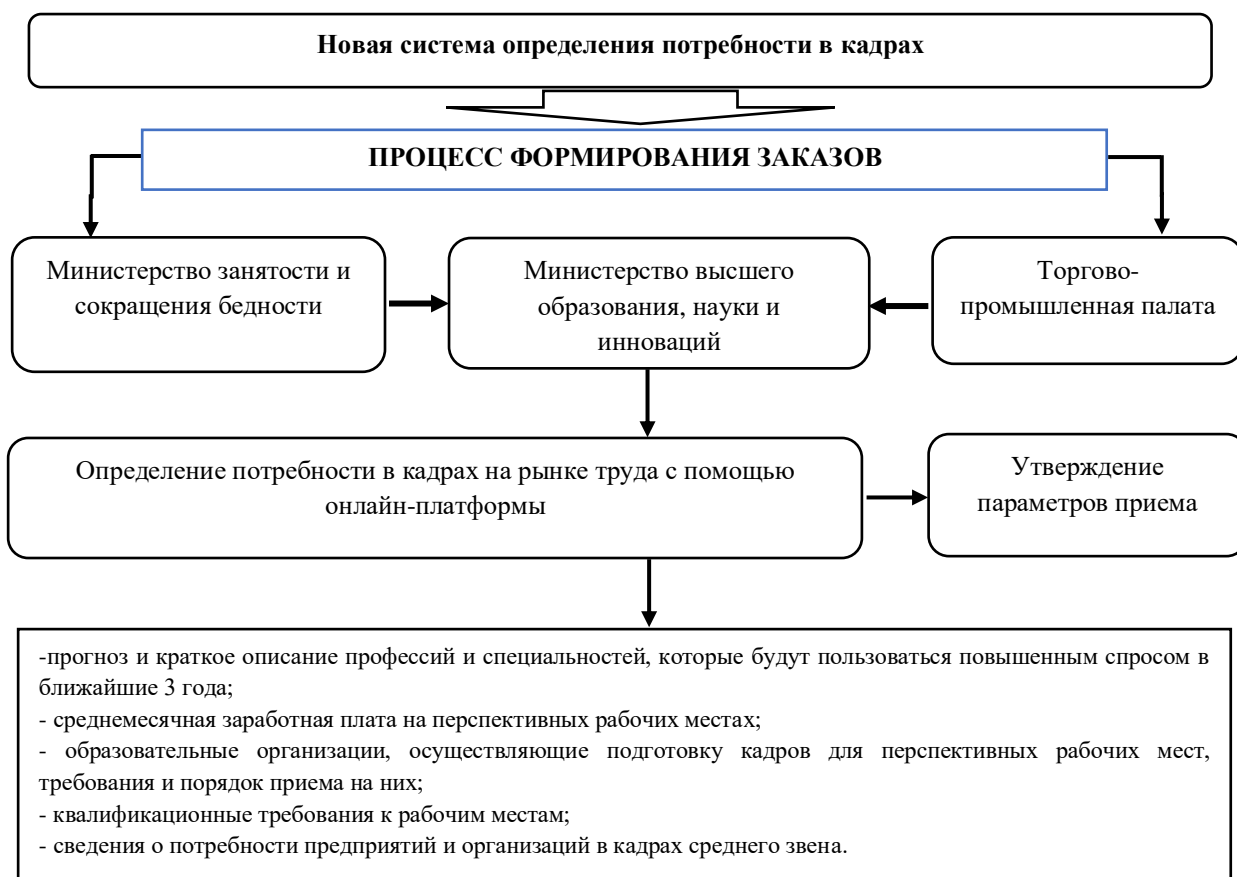 Новая система определения потребности в кадрах
ПРОЦЕСС ФОРМИРОВАНИЯ ЗАКАЗОВ
Министерство занятости и
сокращения бедности
Министерство высшего
образования, науки и
инноваций
Торгово-
промышленная палата
Определение потребности в кадрах на рынке труда с помощью
онлайн-платформы
Утверждение
параметров приема
-прогноз и краткое описание профессий и специальностей, которые будут пользоваться повышенным спросом в
ближайшие 3 года;
- среднемесячная заработная плата на перспективных рабочих местах;
- образовательные организации, осуществляющие подготовку кадров для перспективных рабочих мест,
требования и порядок приема на них;
- квалификационные требования к рабочим местам;
- сведения о потребности предприятий и организаций в кадрах среднего звена.